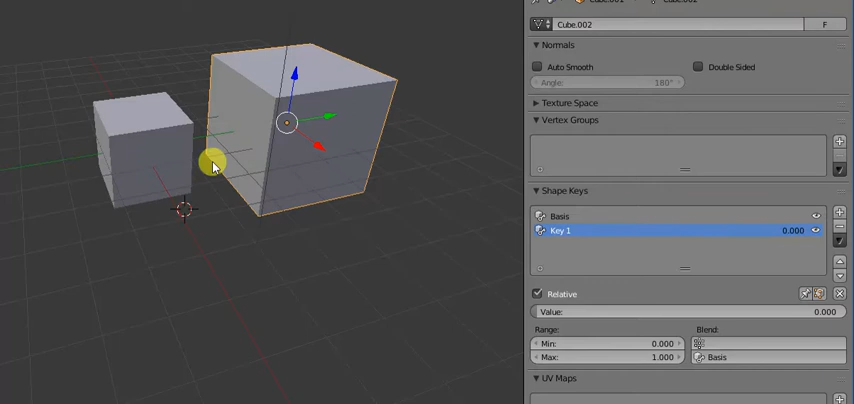 Cube.001 Cube.002
Cube.002 F
Normals
Auto Smooth Double Sided
Angle: 180°
Texture Space
Vertex Groups
Shape Keys
Basis
Key 1 0.000
Relative
Value: 0.000
Range: Blend:
Min: 0.000
Max: 1.000 Basis
UV Maps